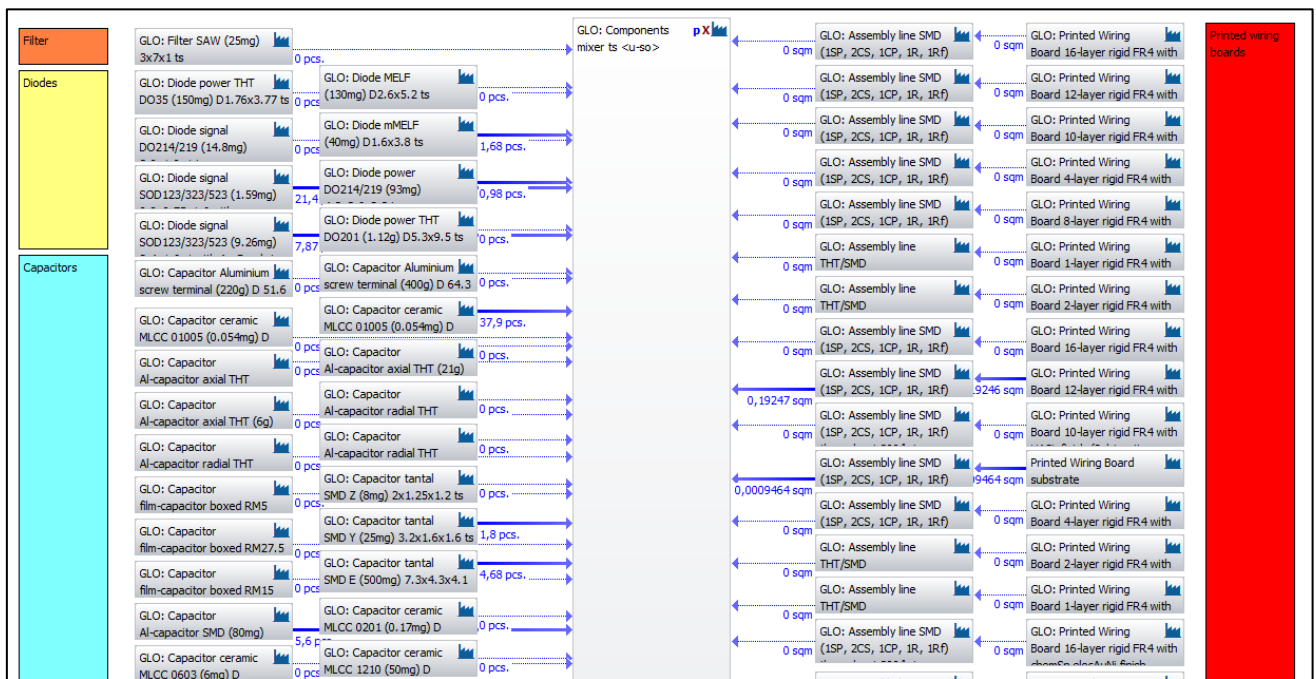 Filter
GLO: Filter SAW (25mg)
3x7x1 ts
0 pcs.
Diodes
GLO: Diode power THT
DO35 (150mg) D1.76x3.77 ts
0 pcs
GLO: Diode signal
DO214/219 (14.8mg)
0 pcs
GLO: Diode signal
SOD123/323/523 (1.59mg)
21,4
GLO: Diode signal
SOD123/323/523 (9.26mg)
7,87
Capacitors
GLO: Capacitor Aluminium
screw terminal (220g) D 51.6
0 pcs
GLO: Capacitor ceramic
MLCC 01005 (0.054mg) D
0 pcs
GLO: Capacitor
Al-capacitor axial THT
0 pcs
GLO: Capacitor
Al-capacitor axial THT (6g)
0 pcs
GLO: Capacitor
Al-capacitor radial THT
0 pcs
GLO: Capacitor
film-capacitor boxed RM5
0 pcs.
GLO: Capacitor
film-capacitor boxed RM27.5
0 pcs
GLO: Capacitor
film-capacitor boxed RM15
0 pcs
GLO: Capacitor
Al-capacitor SMD (80mg)
5,6 pcs
GLO: Capacitor ceramic
MLCC 0603 (6mg) D
0 pcs
GLO: Diode MELF
(130mg) D2.6x5.2 ts
0 pcs.
GLO: Diode mMELF
(40mg) D1.6x3.8 ts
1,68 pcs.
GLO: Diode power
DO214/219 (93mg)
0,98 pcs.
GLO: Diode power THT
DO201 (1.12g) D5.3x9.5 ts
0 pcs.
GLO: Capacitor Aluminium
screw terminal (400g) D 64.3
0 pcs.
GLO: Capacitor ceramic
MLCC 01005 (0.054mg) D
37,9 pcs.
GLO: Capacitor
Al-capacitor axial THT (21g)
0 pcs.
GLO: Capacitor
Al-capacitor radial THT
0 pcs.
GLO: Capacitor
Al-capacitor radial THT
0 pcs.
GLO: Capacitor tantal
SMD Z (8mg) 2x1.25x1.2 ts
0 pcs.
GLO: Capacitor tantal
SMD Y (25mg) 3.2x1.6x1.6 ts
1,8 pcs.
GLO: Capacitor tantal
SMD E (500mg) 7.3x4.3x4.1
4,68 pcs.
GLO: Capacitor ceramic
MLCC 0201 (0.17mg) D
0 pcs.
GLO: Capacitor ceramic
MLCC 1210 (50mg) D
0 pcs.
GLO: Components
mixer ts <u-so>
pX
0 sqm
GLO: Assembly line SMD
(1SP, 2CS, 1CP, 1R, 1Rf)
0 sqm
GLO: Printed Wiring
Board 16-layer rigid FR4 with
0 sqm
GLO: Assembly line SMD
(1SP, 2CS, 1CP, 1R, 1Rf)
0 sqm
GLO: Printed Wiring
Board 12-layer rigid FR4 with
0 sqm
GLO: Assembly line SMD
(1SP, 2CS, 1CP, 1R, 1Rf)
0 sqm
GLO: Printed Wiring
Board 10-layer rigid FR4 with
0 sqm
GLO: Assembly line SMD
(1SP, 2CS, 1CP, 1R, 1Rf)
0 sqm
GLO: Printed Wiring
Board 4-layer rigid FR4 with
0 sqm
GLO: Assembly line SMD
(1SP, 2CS, 1CP, 1R, 1Rf)
0 sqm
GLO: Printed Wiring
Board 8-layer rigid FR4 with
0 sqm
GLO: Assembly line
THT/SMD
0 sqm
GLO: Printed Wiring
Board 1-layer rigid FR4 with
0 sqm
GLO: Assembly line
THT/SMD
0 sqm
GLO: Printed Wiring
Board 2-layer rigid FR4 with
0 sqm
GLO: Assembly line SMD
(1SP, 2CS, 1CP, 1R, 1Rf)
0 sqm
GLO: Printed Wiring
Board 16-layer rigid FR4 with
0,19247 sqm
GLO: Assembly line SMD
(1SP, 2CS, 1CP, 1R, 1Rf)
9246 sqm
GLO: Printed Wiring
Board 12-layer rigid FR4 with
0 sqm
GLO: Assembly line SMD
(1SP, 2CS, 1CP, 1R, 1Rf)
0 sqm
GLO: Printed Wiring
Board 10-layer rigid FR4 with
0,0009464 sqm
GLO: Assembly line SMD
(1SP, 2CS, 1CP, 1R, 1Rf)
9464 sqm
Printed Wiring Board
substrate
0 sqm
GLO: Assembly line SMD
(1SP, 2CS, 1CP, 1R, 1Rf)
0 sqm
GLO: Printed Wiring
Board 4-layer rigid FR4 with
0 sqm
GLO: Assembly line
THT/SMD
0 sqm
GLO: Printed Wiring
Board 2-layer rigid FR4 with
0 sqm
GLO: Assembly line
THT/SMD
0 sqm
GLO: Printed Wiring
Board 1-layer rigid FR4 with
0 sqm
GLO: Assembly line SMD
(1SP, 2CS, 1CP, 1R, 1Rf)
0 sqm
GLO: Printed Wiring
Board 16-layer rigid FR4 with
Printed wiring
boards